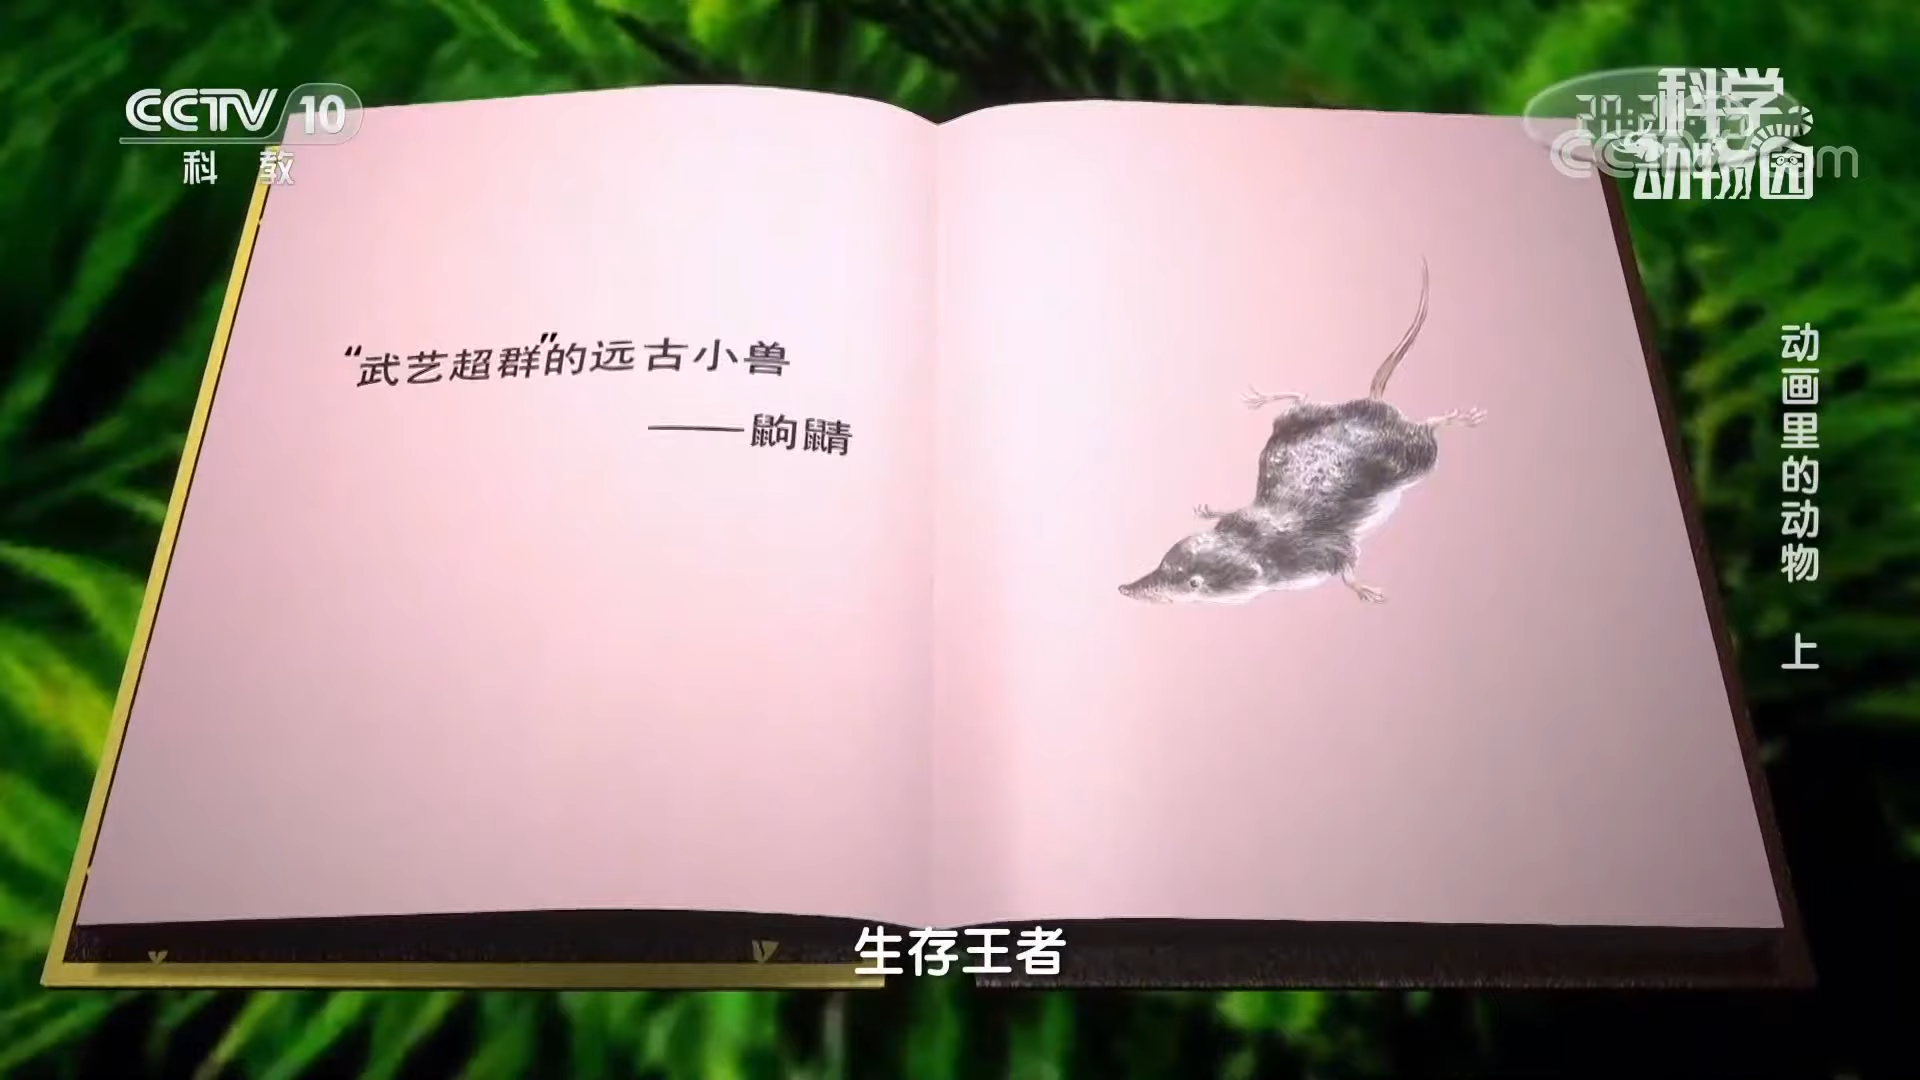 CCTV 10
科 教
科学
动物园
“武艺超群”的远古小兽
——鼩鼱
动画里的动物 上
生存王者